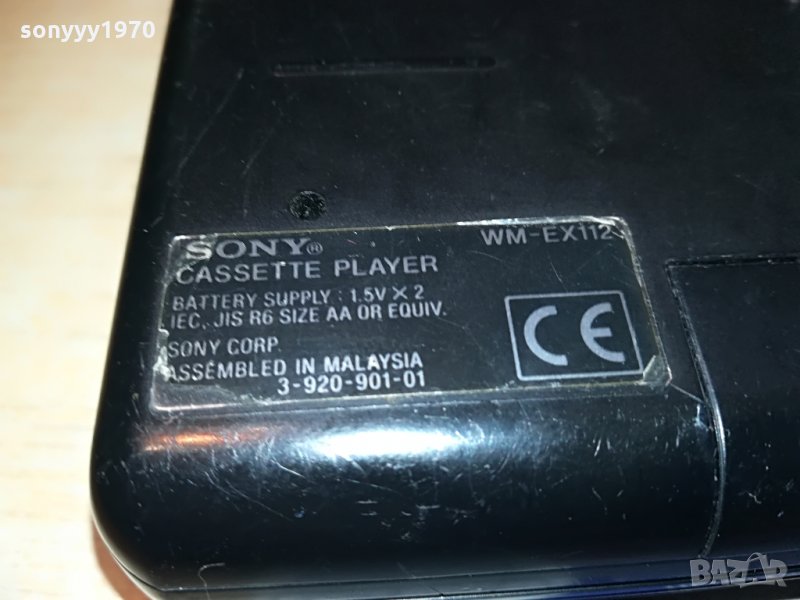 sonyyy1970
SONY® WM-EX112
CASSETTE PLAYER
BATTERY SUPPLY : 1.5V × 2
IEC, JIS R6 SIZE AA OR EQUIV.
SONY CORP.
ASSEMBLED IN MALAYSIA
3-920-901-01
CE
BAZAR